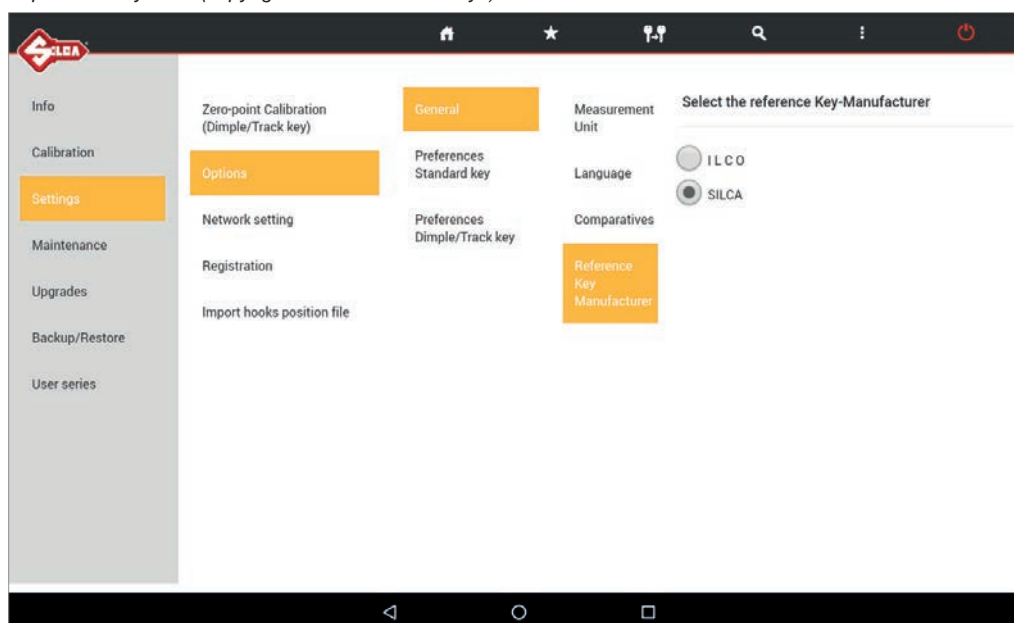 SILCA
Info
Calibration
Settings
Maintenance
Upgrades
Backup/Restore
User series
Zero-point Calibration
(Dimple/Track key)
Options
Network setting
Registration
Import hooks position file
General
Preferences
Standard key
Preferences
Dimple/Track key
Measurement
Unit
Language
Comparatives
Reference
Key
Manufacturer
Select the reference Key-Manufacturer
ILCO
SILCA